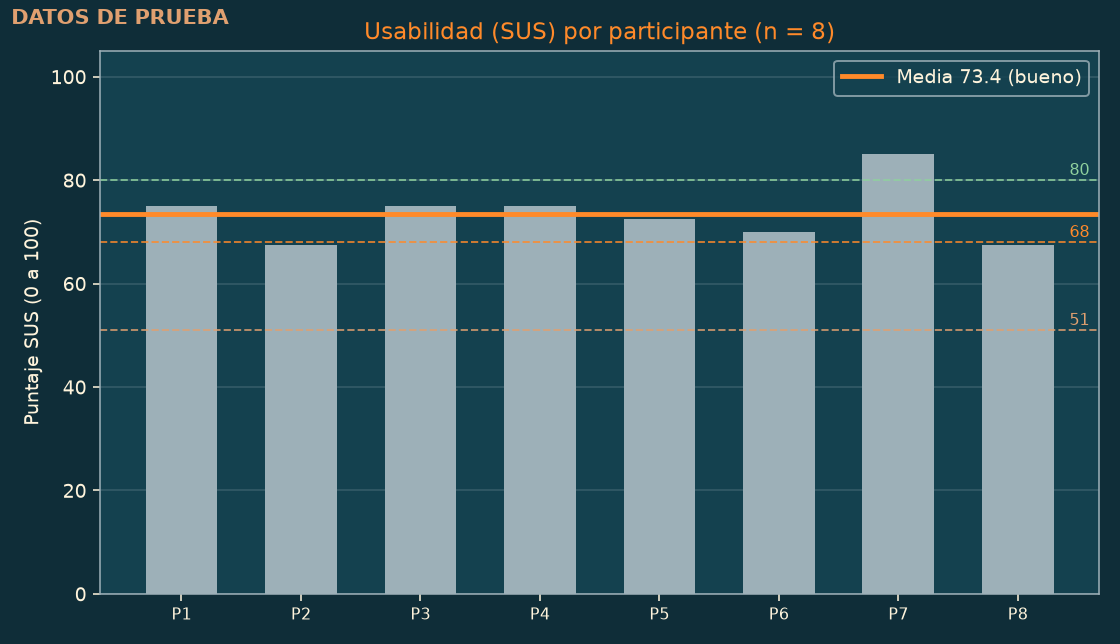 DATOS DE PRUEBA
Usabilidad (SUS) por participante (n = 8)
Media 73.4 (bueno)
Puntaje SUS (0 a 100)
100
80
60
40
20
0
80
68
51
P1
P2
P3
P4
P5
P6
P7
P8